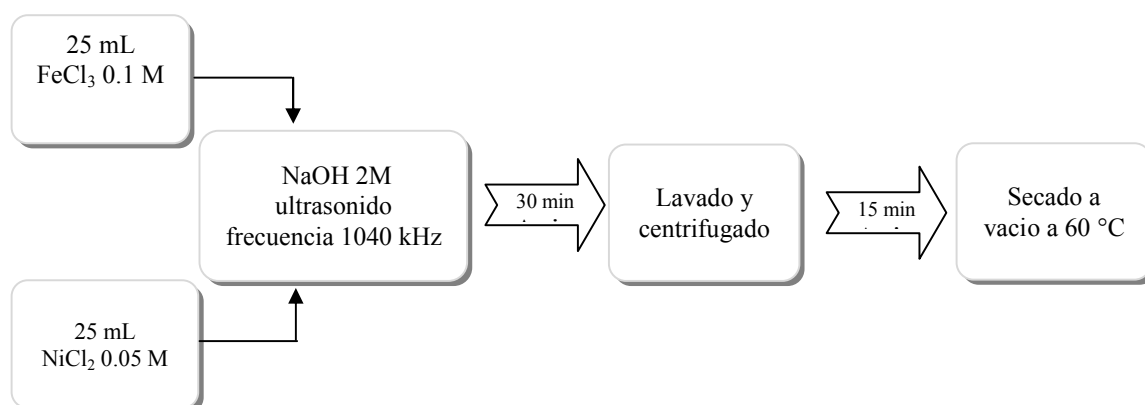 25 mL
FeCl₃ 0.1 M
NaOH 2M
ultrasonido
frecuencia 1040 kHz
25 mL
NiCl₂ 0.05 M
30 min
Lavado y
centrifugado
15 min
Secado a
vacio a 60 °C